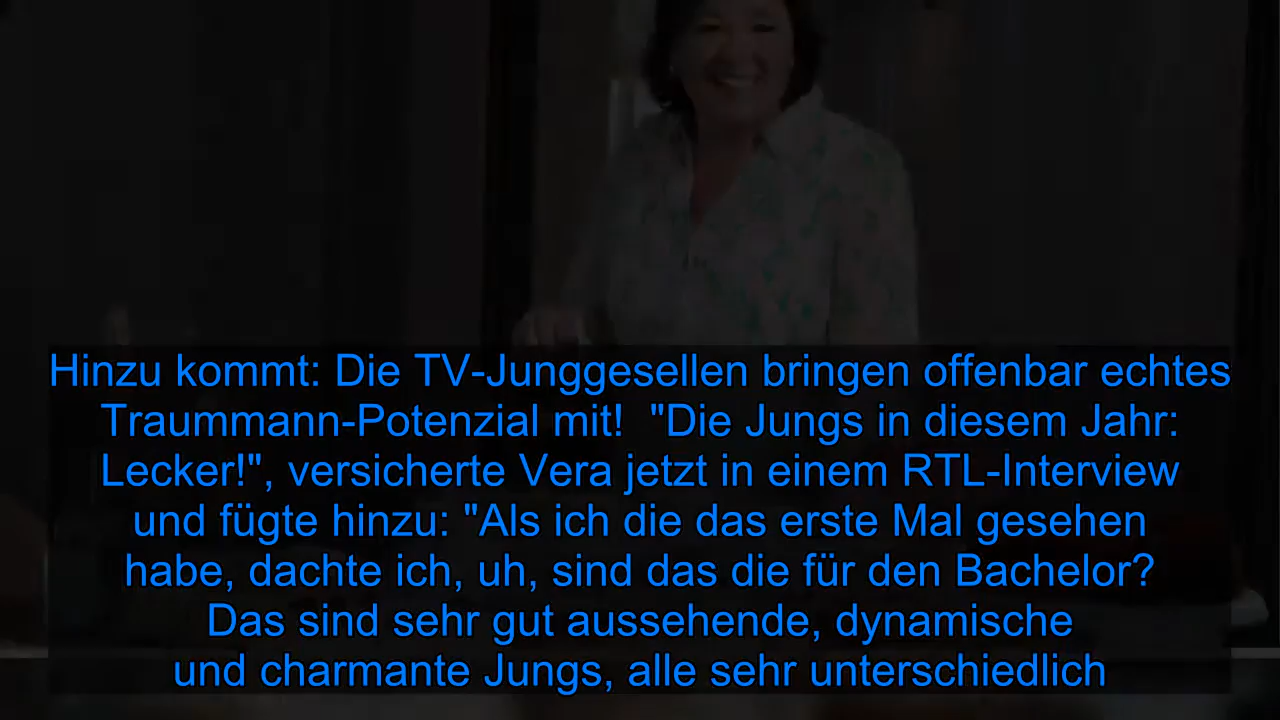 Hinzu kommt: Die TV-Junggesellen bringen offenbar echtes
Traummann-Potenzial mit!  "Die Jungs in diesem Jahr:
Lecker!", versicherte Vera jetzt in einem RTL-Interview
und fügte hinzu: "Als ich die das erste Mal gesehen
habe, dachte ich, uh, sind das die für den Bachelor?
Das sind sehr gut aussehende, dynamische
und charmante Jungs, alle sehr unterschiedlich